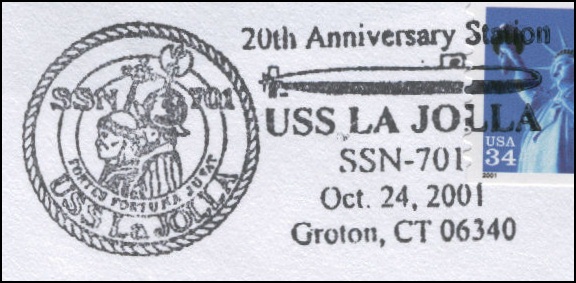 SSN 701
FORTES FORTUNA JUVAT
USS La JOLLA
20th Anniversary Station
USS LA JOLLA
SSN-701
Oct. 24, 2001
Groton, CT 06340
USA
34
2001